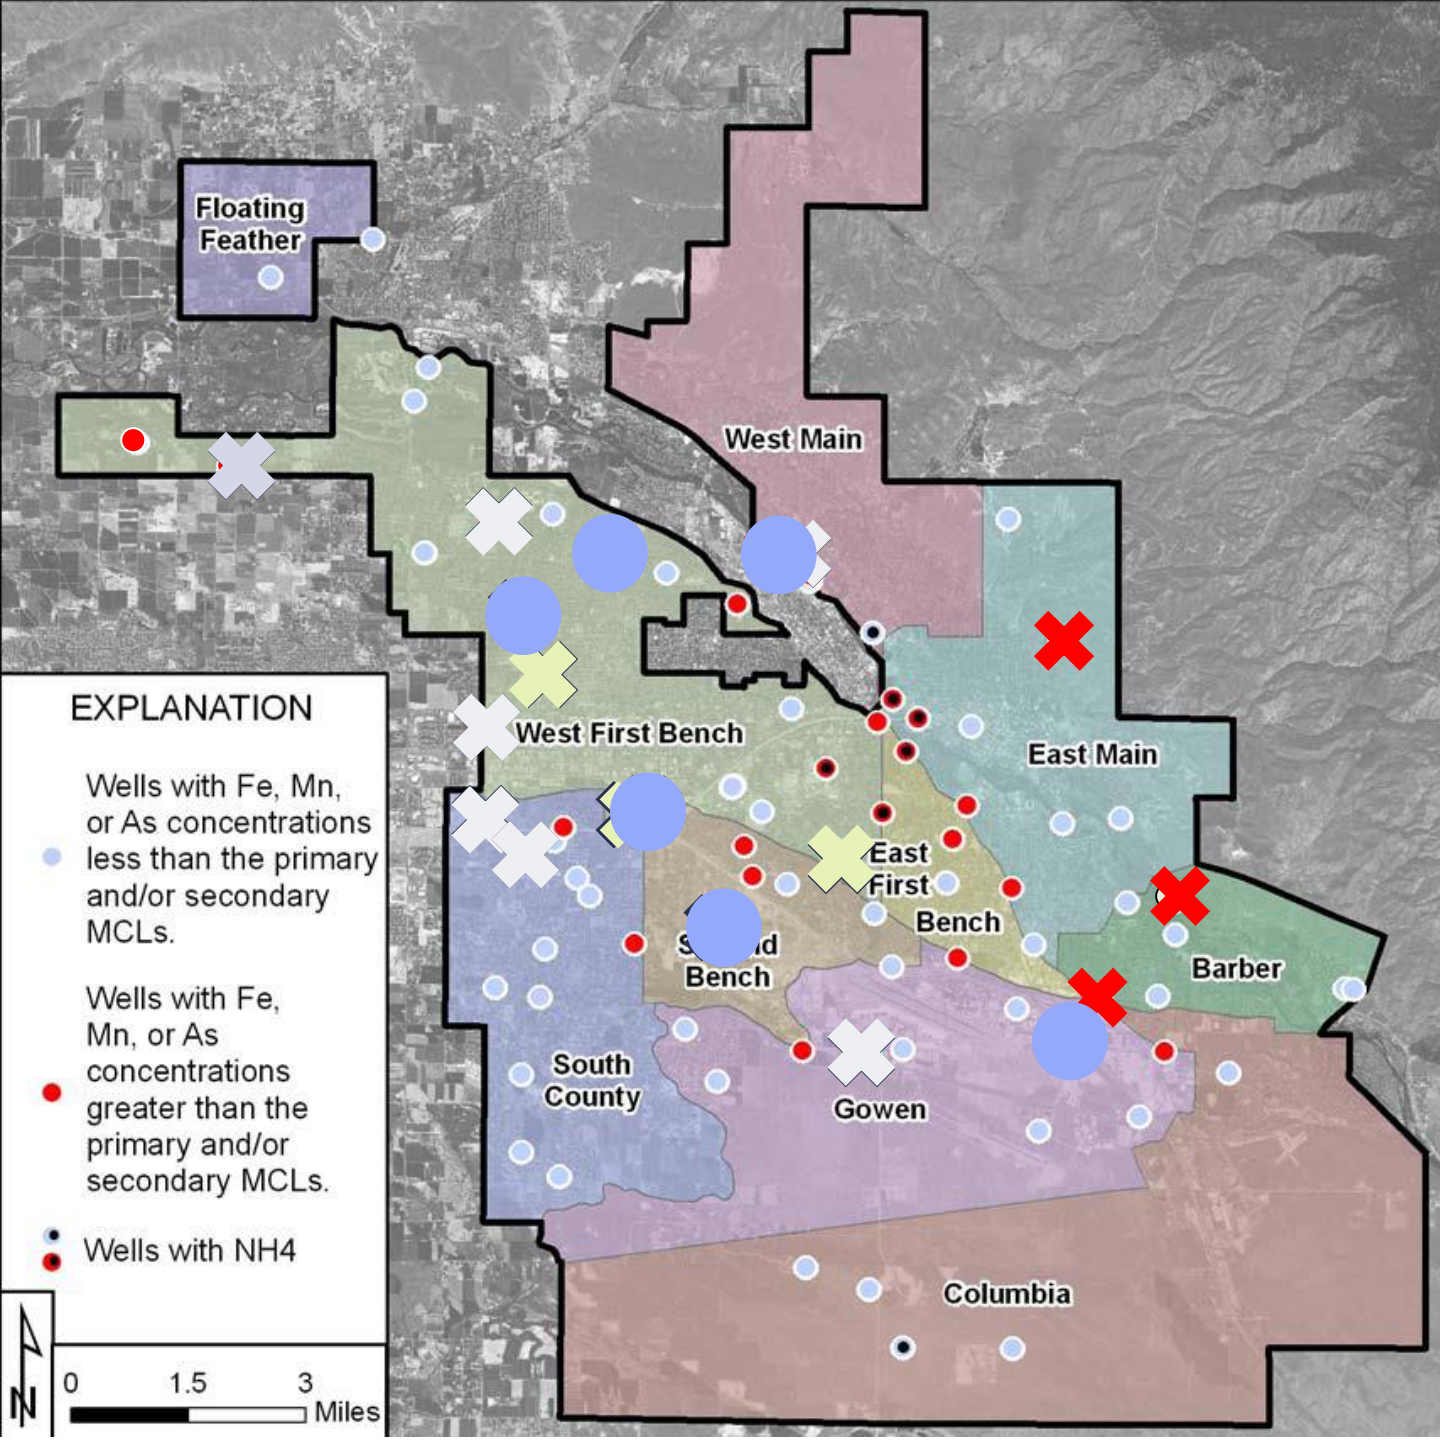 Floating
Feather
West Main
EXPLANATION
Wells with Fe, Mn,
or As concentrations
less than the primary
and/or secondary
MCLs.
Wells with Fe,
Mn, or As
concentrations
greater than the
primary and/or
secondary MCLs.
Wells with NH4
West First Bench
East Main
East
First
Bench
Bench
Barber
South
County
Gowen
Columbia
N
0 1.5 3
Miles